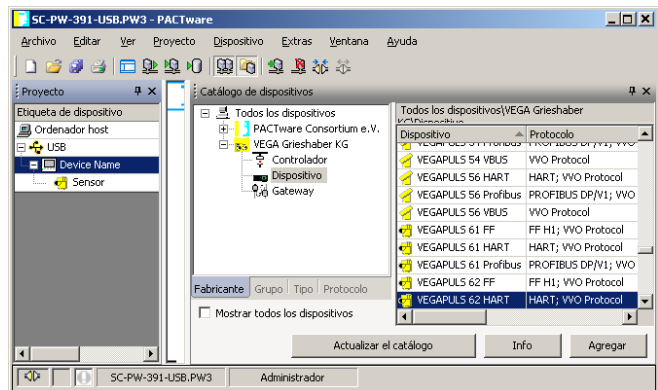 SC-PW-391-USB.PW3 - PACTware
Archivo Editar Ver Proyecto Dispositivo Extras Ventana Ayuda
Proyecto
Etiqueta de dispositivo
Ordenador host
USB
Device Name
Sensor
Catálogo de dispositivos
Todos los dispositivos
PACTware Consortium e.V.
VEGA Grieshaber KG
Controlador
Dispositivo
Gateway
Fabricante Grupo Tipo Protocolo
Mostrar todos los dispositivos
Todos los dispositivos\VEGA Grieshaber
KG\Dispositivo
Dispositivo Protocolo
VEGAPULS 54 VBUS VVO Protocol
VEGAPULS 56 HART HART; VVO Protocol
VEGAPULS 56 Profibus PROFIBUS DP/V1; VVO
VEGAPULS 56 VBUS VVO Protocol
VEGAPULS 61 FF FF H1; VVO Protocol
VEGAPULS 61 HART HART; VVO Protocol
VEGAPULS 61 Profibus PROFIBUS DP/V1; VVO
VEGAPULS 62 FF FF H1; VVO Protocol
VEGAPULS 62 HART HART; VVO Protocol
Actualizar el catálogo Info Agregar
SC-PW-391-USB.PW3 Administrador